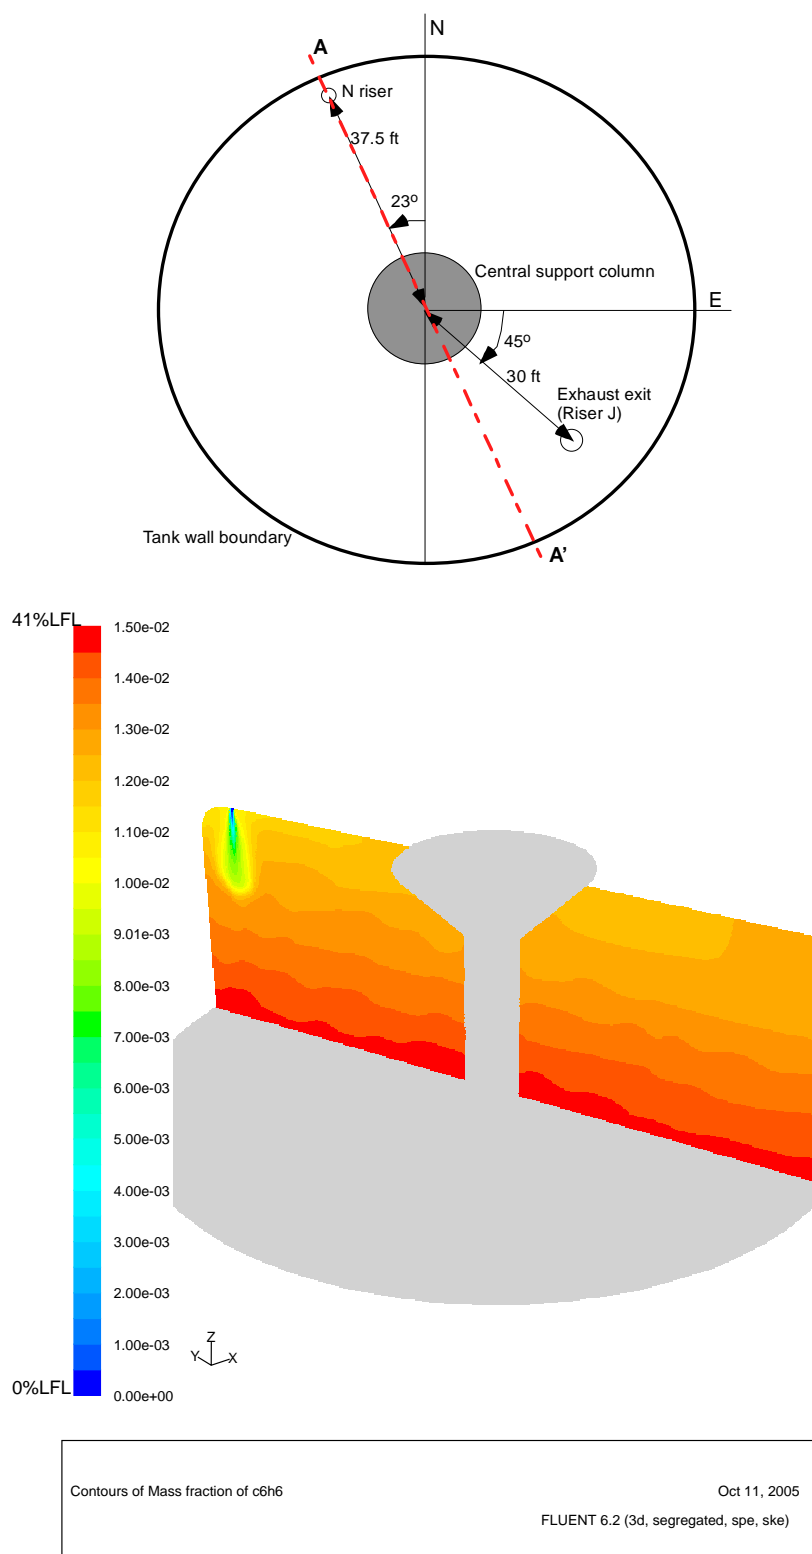 N
A
N riser
37.5 ft
23o
Central support column
E
45o
30 ft
Exhaust exit
(Riser J)
Tank wall boundary
A'
41%LFL
1.50e-02
1.40e-02
1.30e-02
1.20e-02
1.10e-02
1.00e-02
9.01e-03
8.00e-03
7.00e-03
6.00e-03
5.00e-03
4.00e-03
3.00e-03
2.00e-03
1.00e-03
0%LFL
0.00e+00
Z
Y X
Contours of Mass fraction of c6h6
Oct 11, 2005
FLUENT 6.2 (3d, segregated, spe, ske)